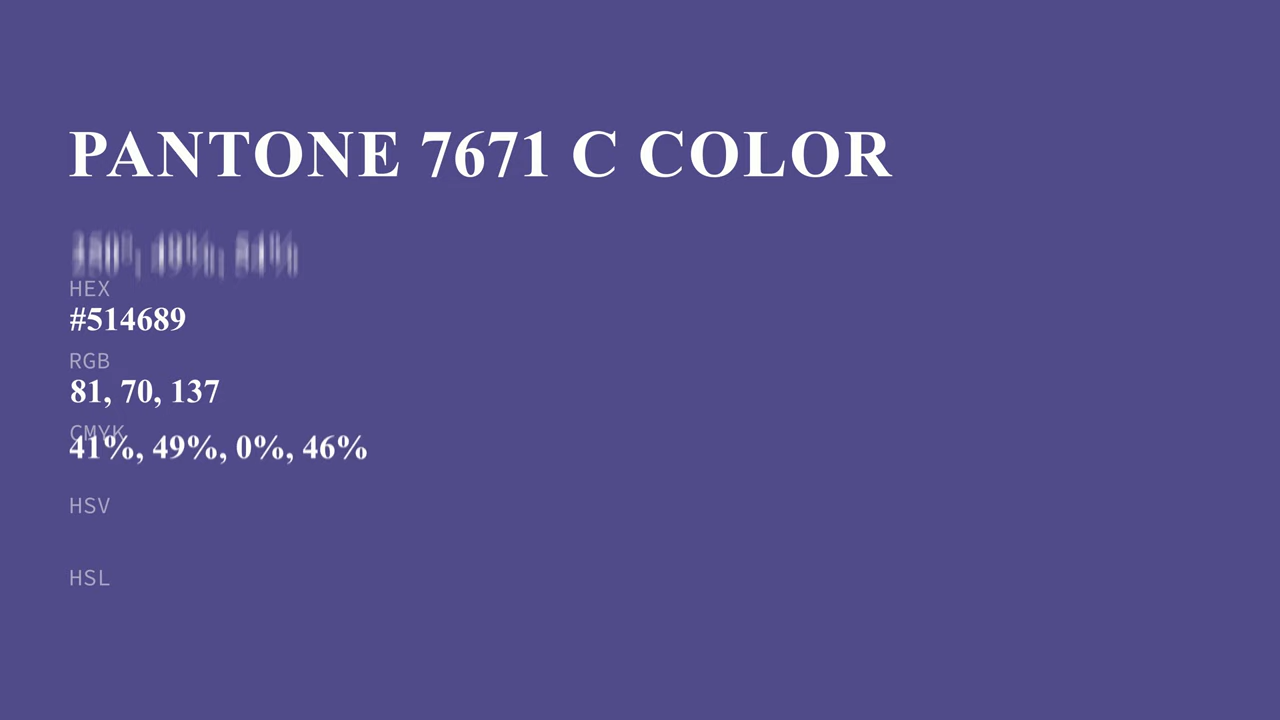 PANTONE 7671 C COLOR
HEX
#514689
RGB
81, 70, 137
CMYK
41%, 49%, 0%, 46%
HSV
HSL